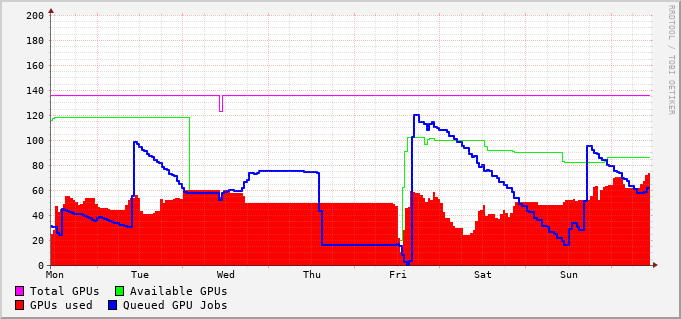 200
180
160
140
120
100
80
60
40
20
0
Mon Tue Wed Thu Fri Sat Sun
Total GPUs Available GPUs
GPUs used Queued GPU Jobs
RRDTOOL / TOBI OETIKER